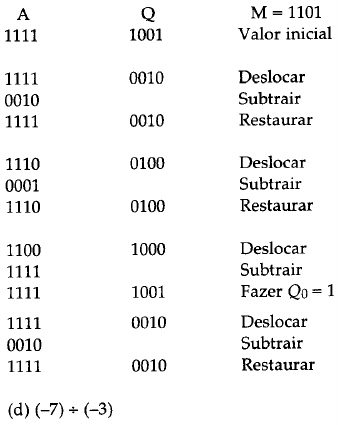 A Q M = 1101
1111 1001 Valor inicial
1111 0010 Deslocar
0010 Subtrair
1111 0010 Restaurar
1110 0100 Deslocar
0001 Subtrair
1110 0100 Restaurar
1100 1000 Deslocar
1111 Subtrair
1111 1001 Fazer Q0 = 1
1111 0010 Deslocar
0010 Subtrair
1111 0010 Restaurar
(d) (–7) ÷ (–3)